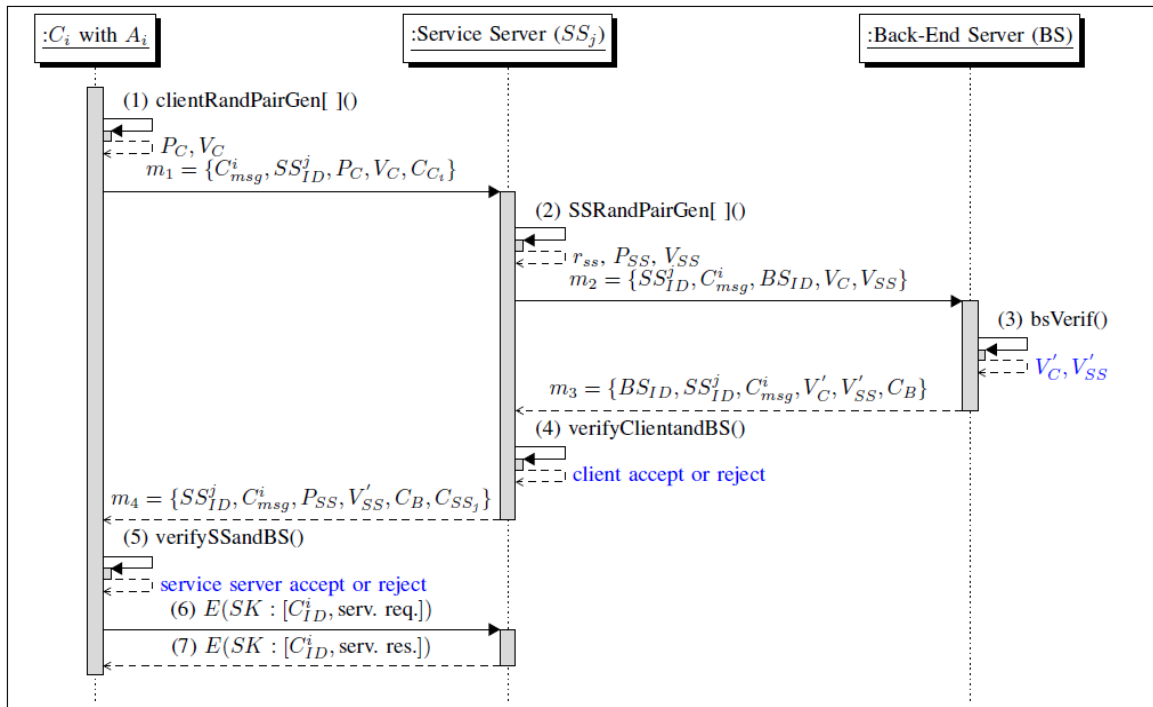 :C_i with A_i
:Service Server (SS_j)
:Back-End Server (BS)
(1) clientRandPairGen[ ]()
P_C, V_C
m_1 = {C^i_{msg}, SS^j_{ID}, P_C, V_C, C_{C_i}}
(2) SSRandPairGen[ ]()
r_{ss}, P_{SS}, V_{SS}
m_2 = {SS^j_{ID}, C^i_{msg}, BS_{ID}, V_C, V_{SS}}
(3) bsVerif()
V'_C, V'_{SS}
m_3 = {BS_{ID}, SS^j_{ID}, C^i_{msg}, V'_C, V'_{SS}, C_B}
(4) verifyClientandBS()
client accept or reject
m_4 = {SS^j_{ID}, C^i_{msg}, P_{SS}, V'_{SS}, C_B, C_{SS_j}}
(5) verifySSandBS()
service server accept or reject
(6) E(SK : [C^i_{ID}, serv. req.])
(7) E(SK : [C^i_{ID}, serv. res.])